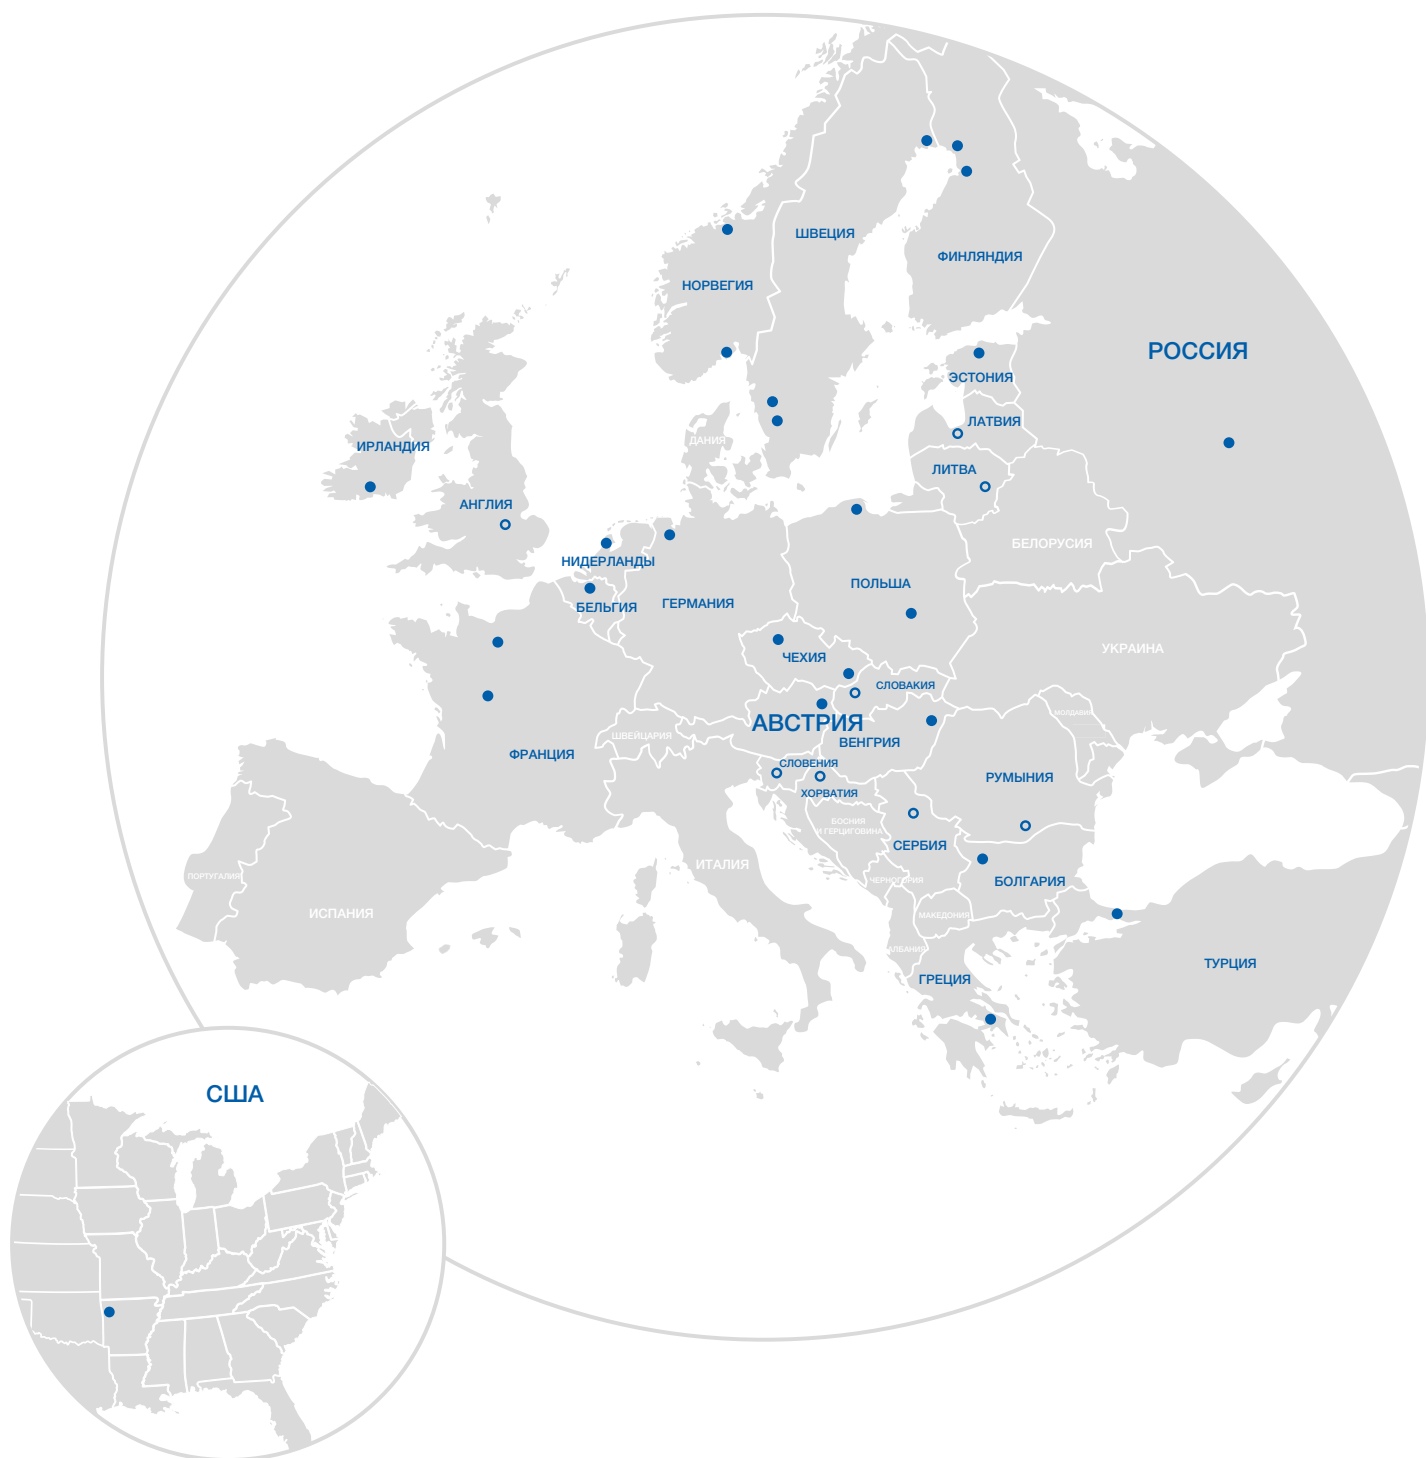 ШВЕЦИЯ
ФИНЛЯНДИЯ
НОРВЕГИЯ
РОССИЯ
ЭСТОНИЯ
ЛАТВИЯ
ДАНИЯ
ИРЛАНДИЯ
ЛИТВА
АНГЛИЯ
БЕЛОРУСИЯ
НИДЕРЛАНДЫ
ПОЛЬША
ГЕРМАНИЯ
БЕЛЬГИЯ
УКРАИНА
ЧЕХИЯ
СЛОВАКИЯ
МОЛДАВИЯ
АВСТРИЯ
ШВЕЙЦАРИЯ
ВЕНГРИЯ
ФРАНЦИЯ
СЛОВЕНИЯ
РУМЫНИЯ
ХОРВАТИЯ
БОСНИЯ
И ГЕРЦИГОВИНА
СЕРБИЯ
ИТАЛИЯ
ПОРТУГАЛИЯ
ЧЕРНОГОРИЯ
БОЛГАРИЯ
ИСПАНИЯ
МАКЕДОНИЯ
АЛБАНИЯ
ТУРЦИЯ
ГРЕЦИЯ
США